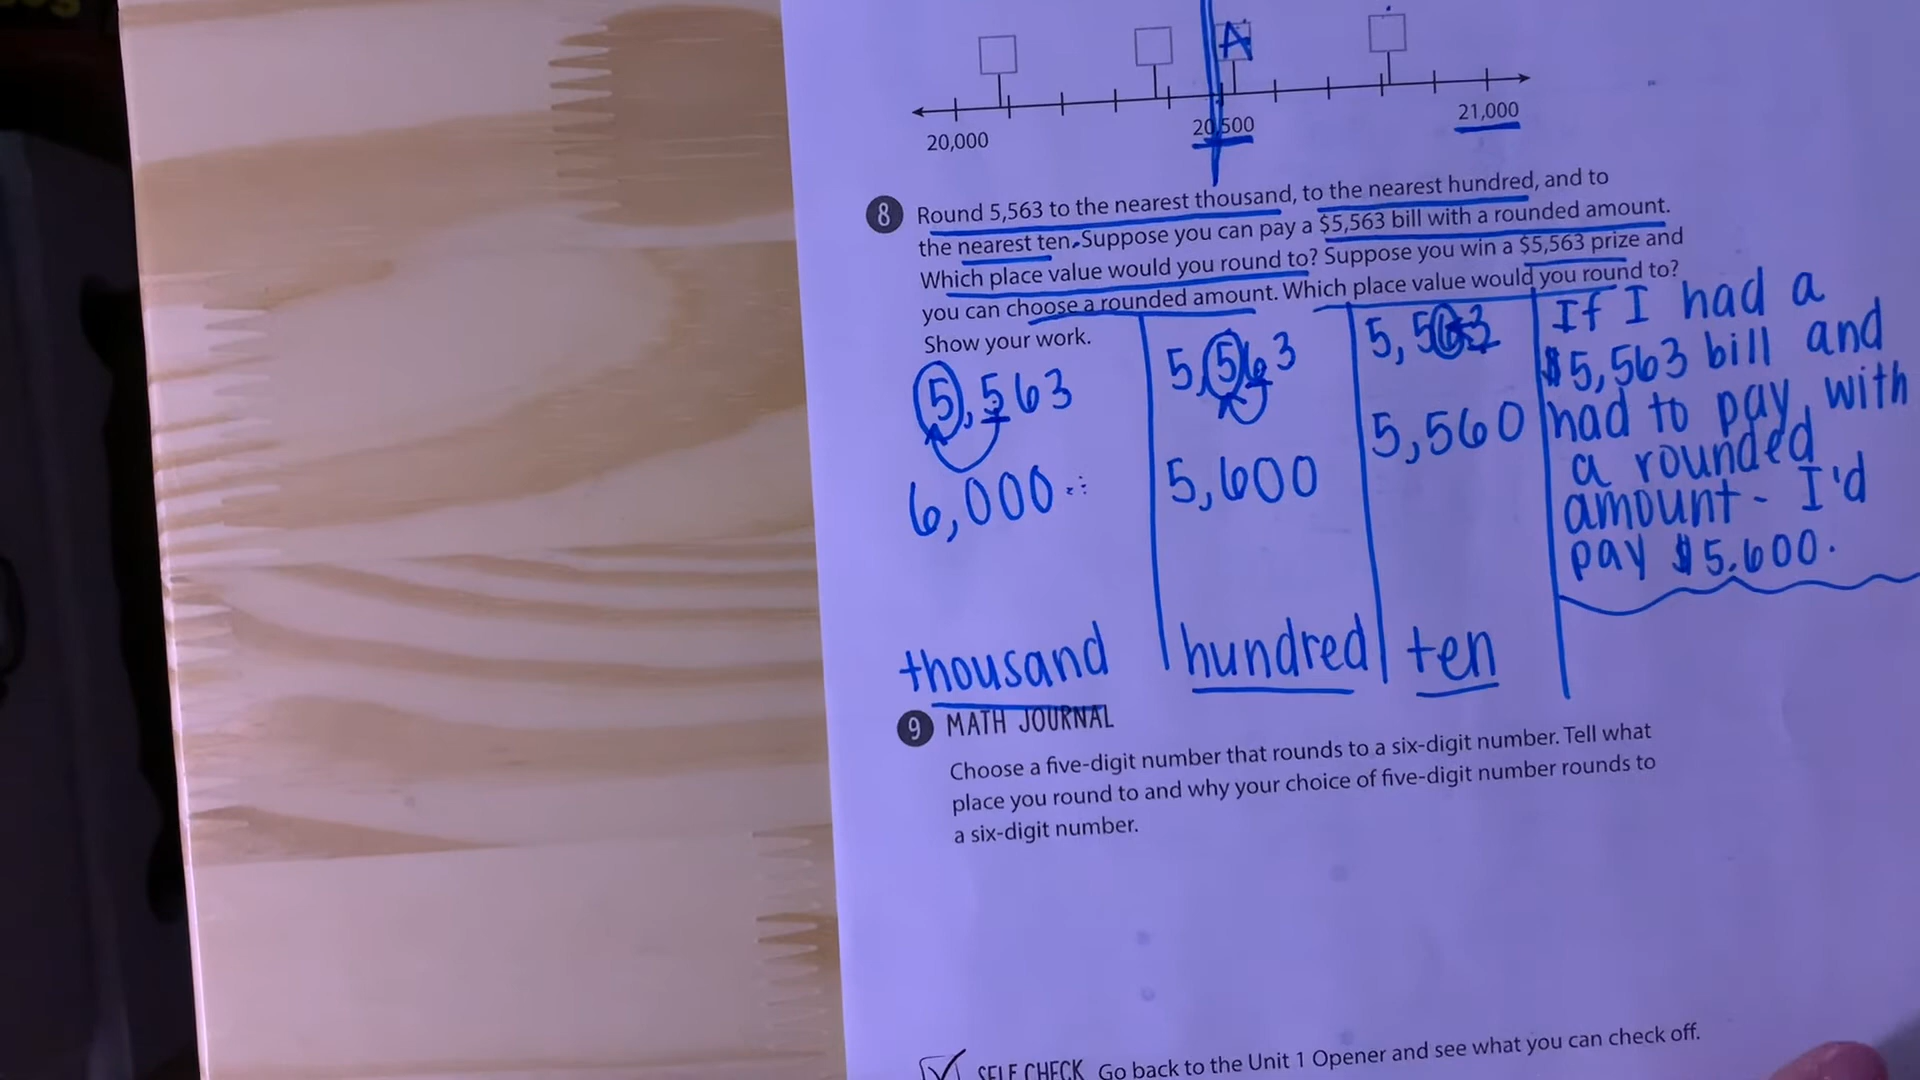 A
20,000
20,500
21,000
8 Round 5,563 to the nearest thousand, to the nearest hundred, and to
the nearest ten. Suppose you can pay a $5,563 bill with a rounded amount.
Which place value would you round to? Suppose you win a $5,563 prize and
you can choose a rounded amount. Which place value would you round to?
Show your work.
5,563
6,000
thousand
5,563
5,600
hundred
5,563
5,560
ten
If I had a
$5,563 bill and
had to pay, with
a rounded
amount - I'd
pay $5,600.
9 MATH JOURNAL
Choose a five-digit number that rounds to a six-digit number. Tell what
place you round to and why your choice of five-digit number rounds to
a six-digit number.
SELF CHECK Go back to the Unit 1 Opener and see what you can check off.